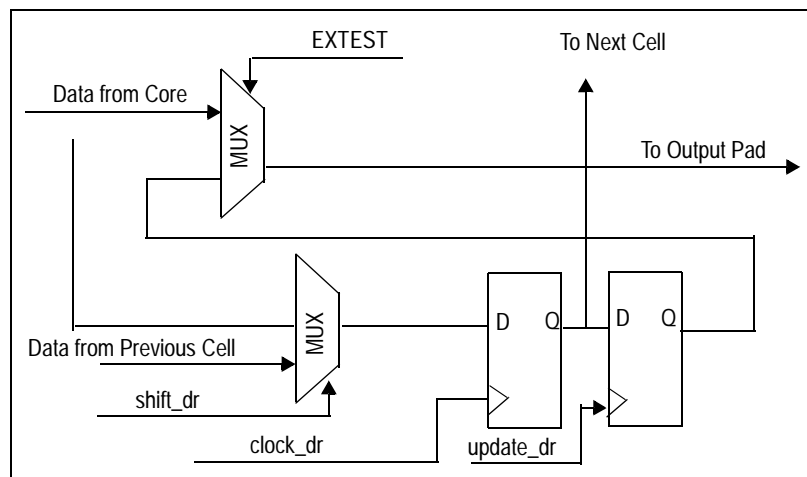 EXTEST
To Next Cell
Data from Core
MUX
To Output Pad
MUX
D Q
D Q
Data from Previous Cell
shift_dr
clock_dr
update_dr